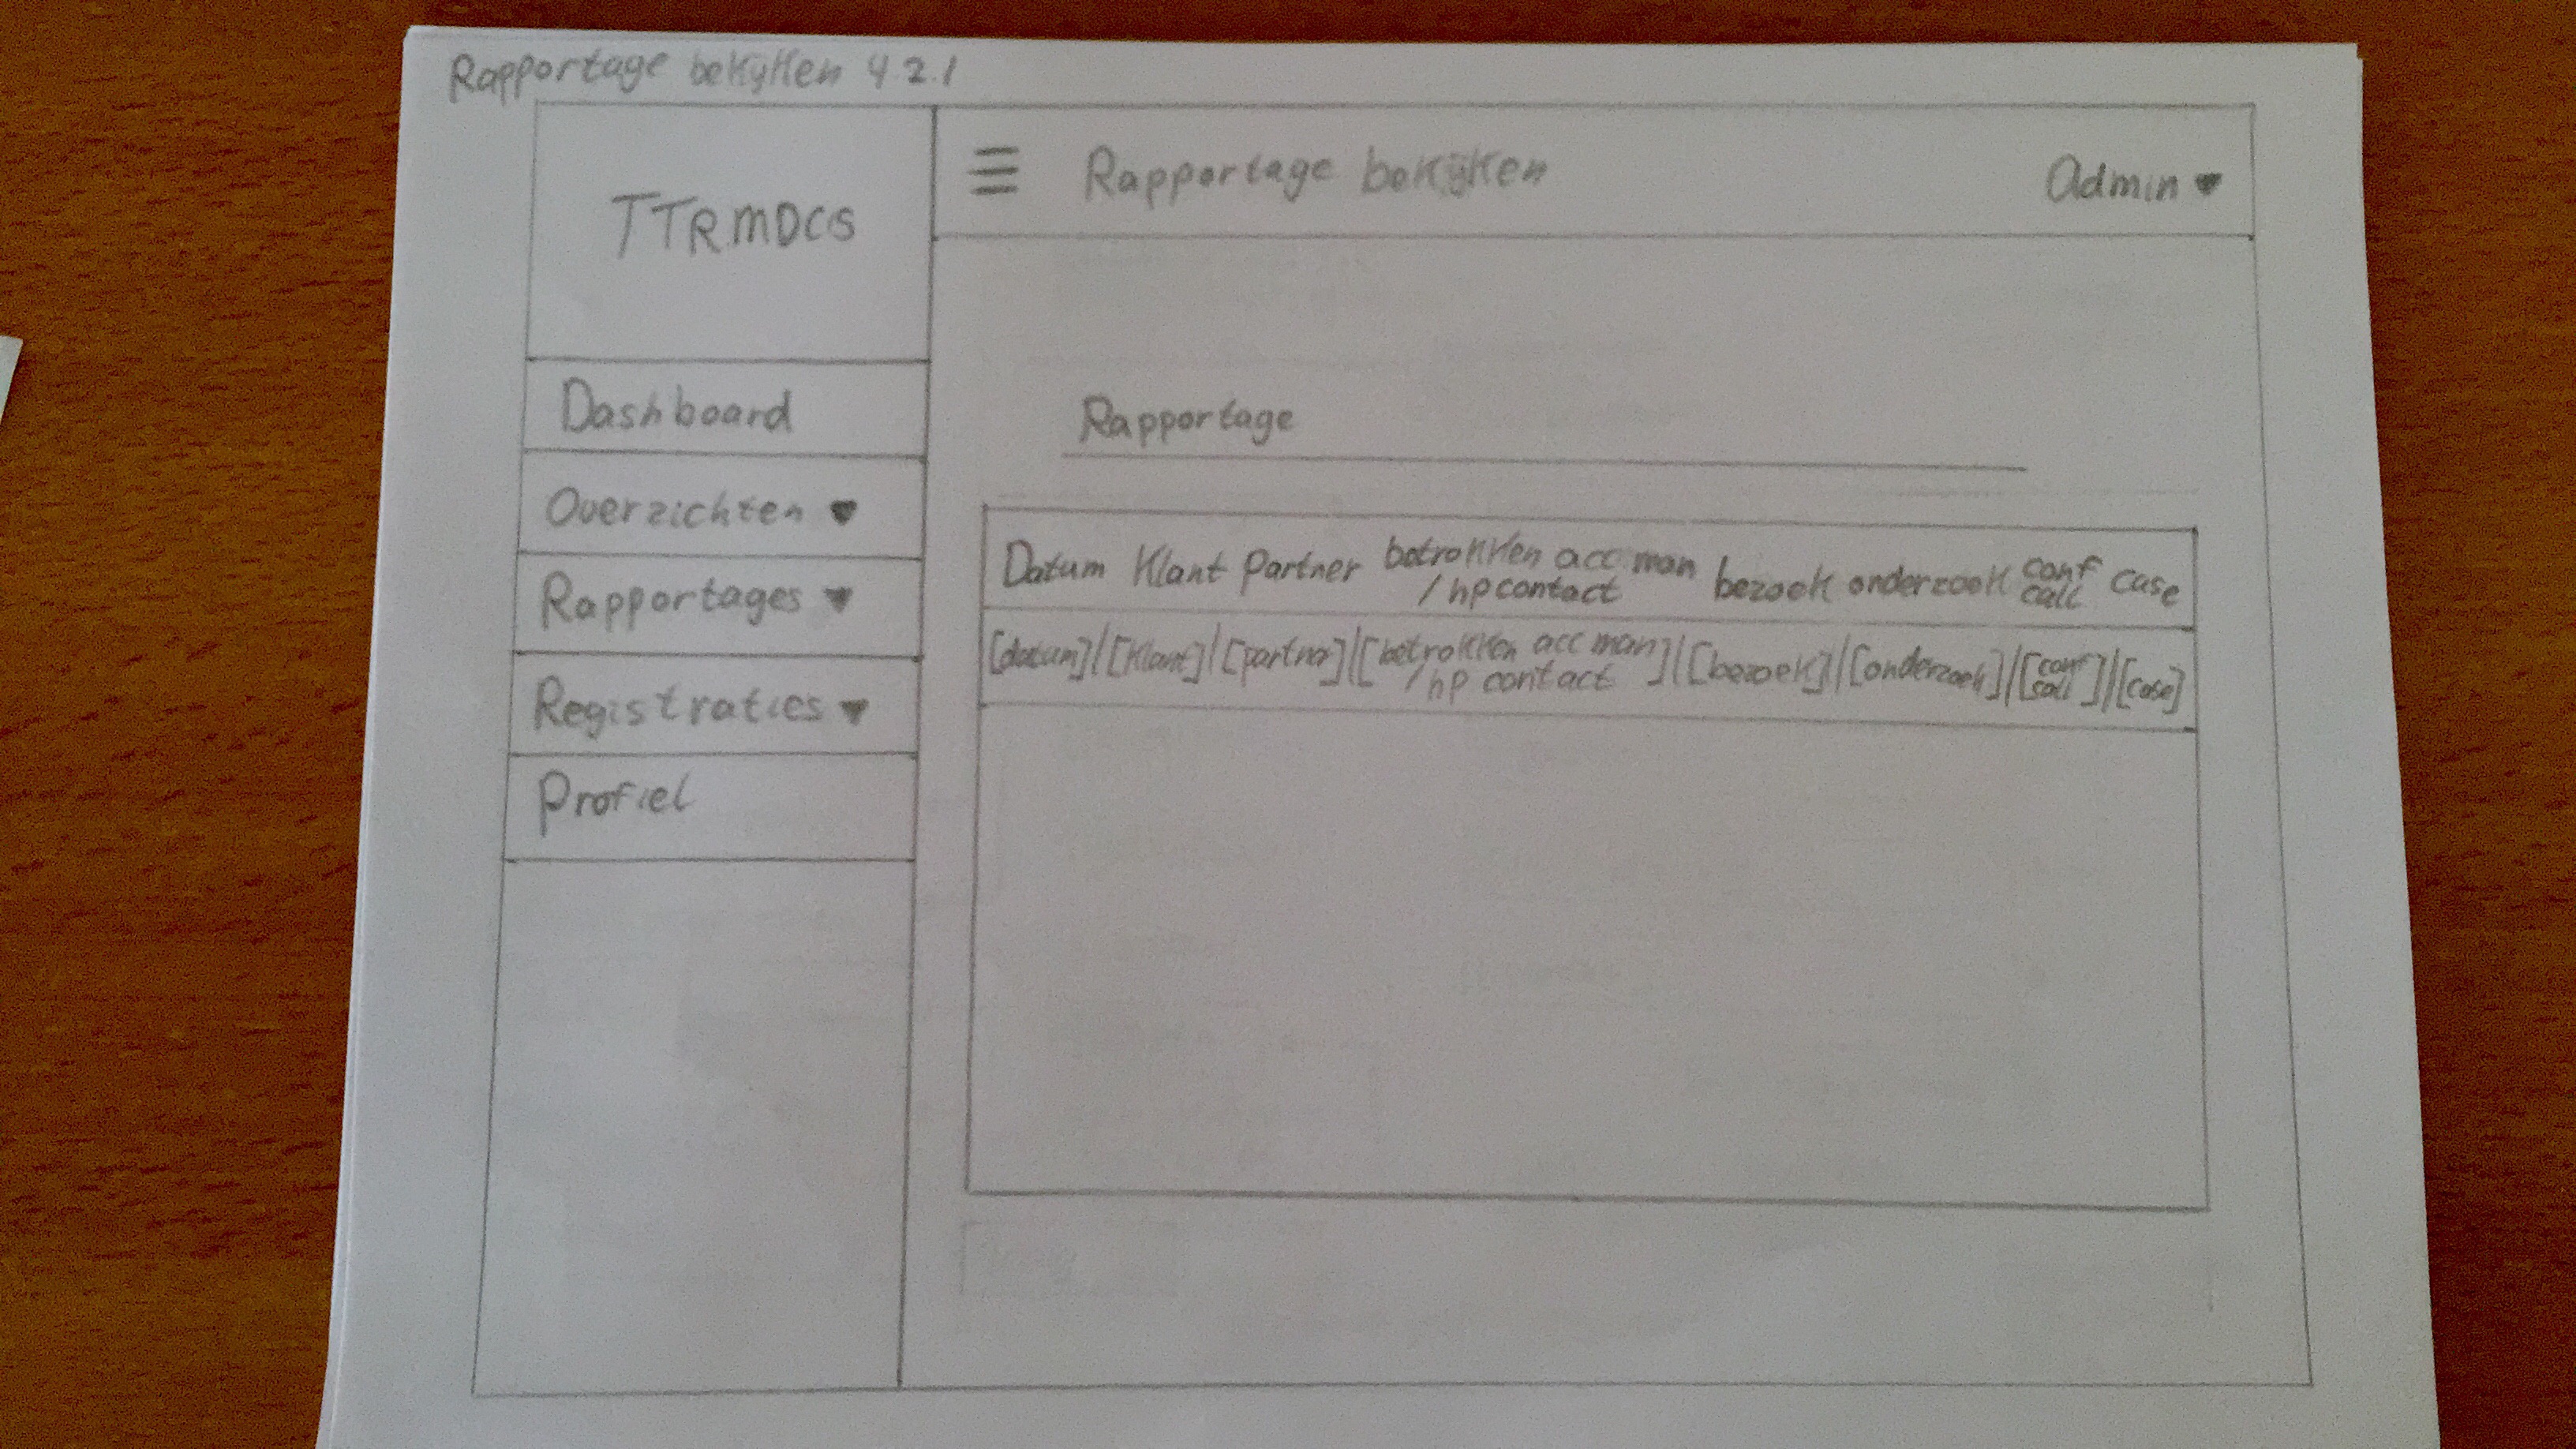 Rapportage bekijken 4.2.1
TTRMDCS
☰ Rapportage bekijken
Admin ▾
Dashboard
Overzichten ▾
Rapportages ▾
Registraties ▾
Profiel
Rapportage
Datum Klant Partner betrokken acc man / hp contact bezoek onderzoek conf call case
[datum]/[Klant]/[partner]/[betrokken acc man / hp contact]/[bezoek]/[onderzoek]/[conf call]/[case]